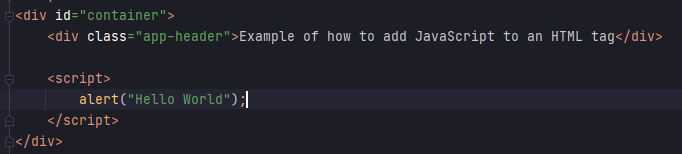 <div id="container">
    <div class="app-header">Example of how to add JavaScript to an HTML tag</div>

    <script>
        alert("Hello World");
    </script>
</div>